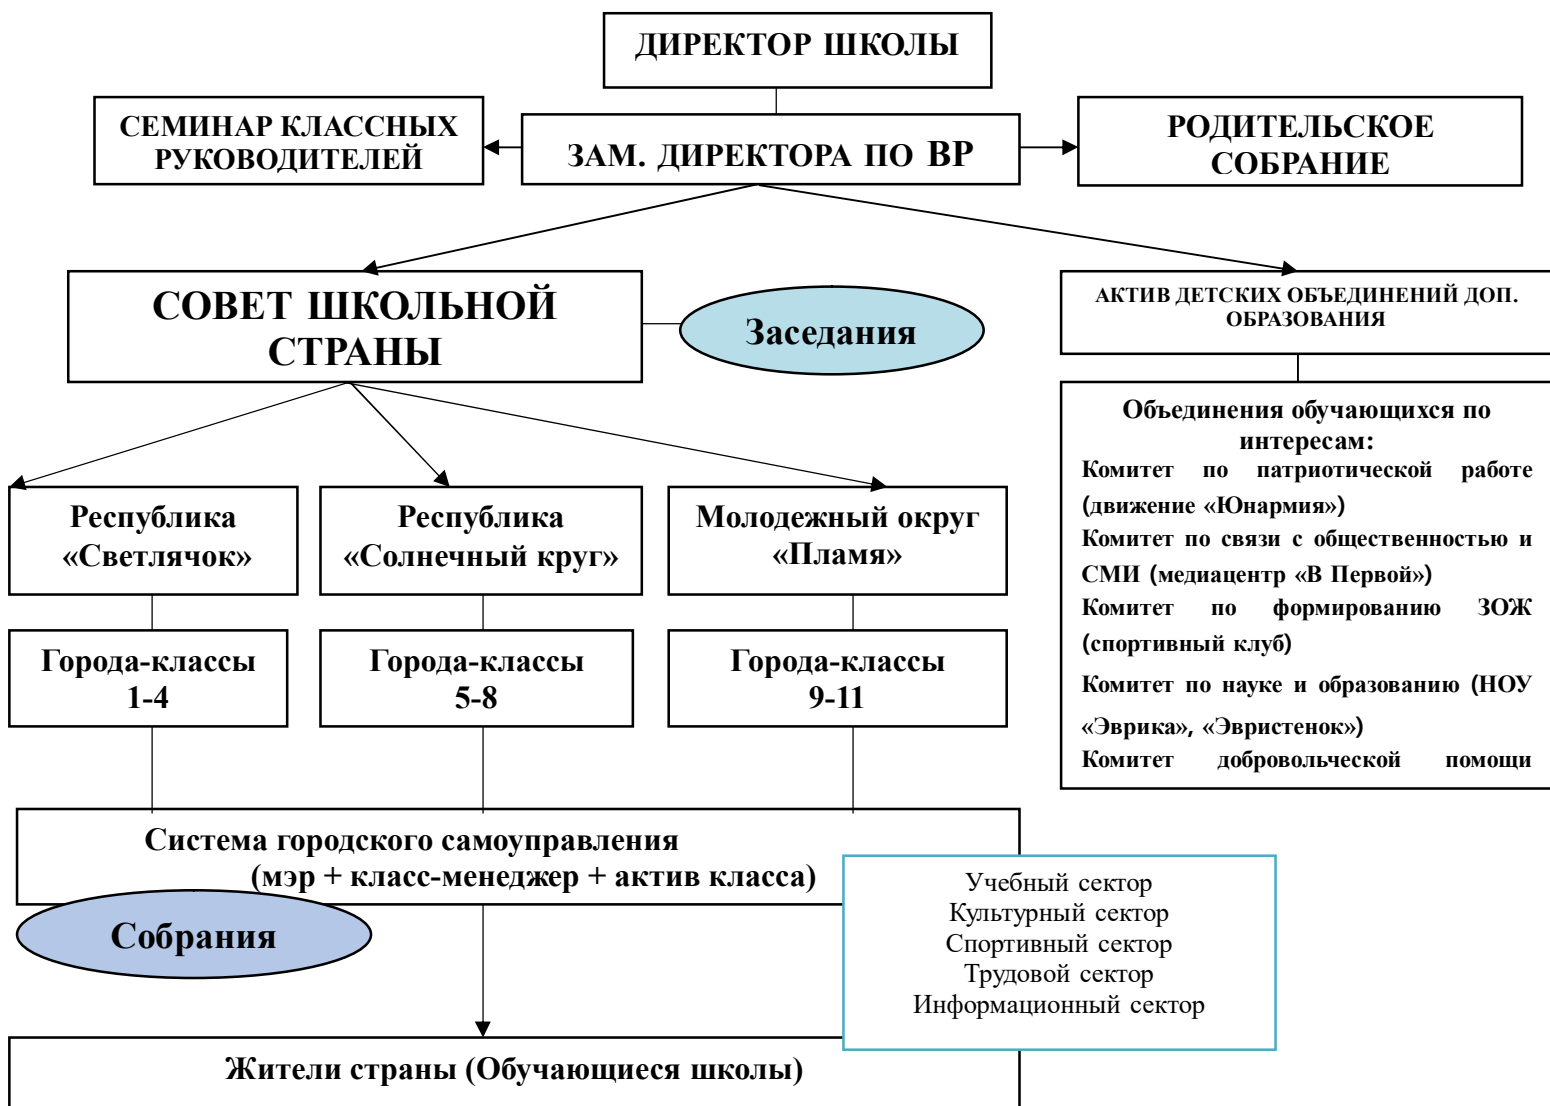 ДИРЕКТОР ШКОЛЫ
СЕМИНАР КЛАССНЫХ
РУКОВОДИТЕЛЕЙ
ЗАМ. ДИРЕКТОРА ПО ВР
РОДИТЕЛЬСКОЕ
СОБРАНИЕ
СОВЕТ ШКОЛЬНОЙ
СТРАНЫ
Заседания
АКТИВ ДЕТСКИХ ОБЪЕДИНЕНИЙ ДОП.
ОБРАЗОВАНИЯ
Объединения обучающихся по
интересам:
Комитет по патриотической работе
(движение «Юнармия»)
Комитет по связи с общественностью и
СМИ (медиацентр «В Первой»)
Комитет по формированию ЗОЖ
(спортивный клуб)
Комитет по науке и образованию (НОУ
«Эврика», «Эвристенок»)
Комитет добровольческой помощи
Республика
«Светлячок»
Республика
«Солнечный круг»
Молодежный округ
«Пламя»
Города-классы
1-4
Города-классы
5-8
Города-классы
9-11
Система городского самоуправления
(мэр + класс-менеджер + актив класса)
Собрания
Учебный сектор
Культурный сектор
Спортивный сектор
Трудовой сектор
Информационный сектор
Жители страны (Обучающиеся школы)